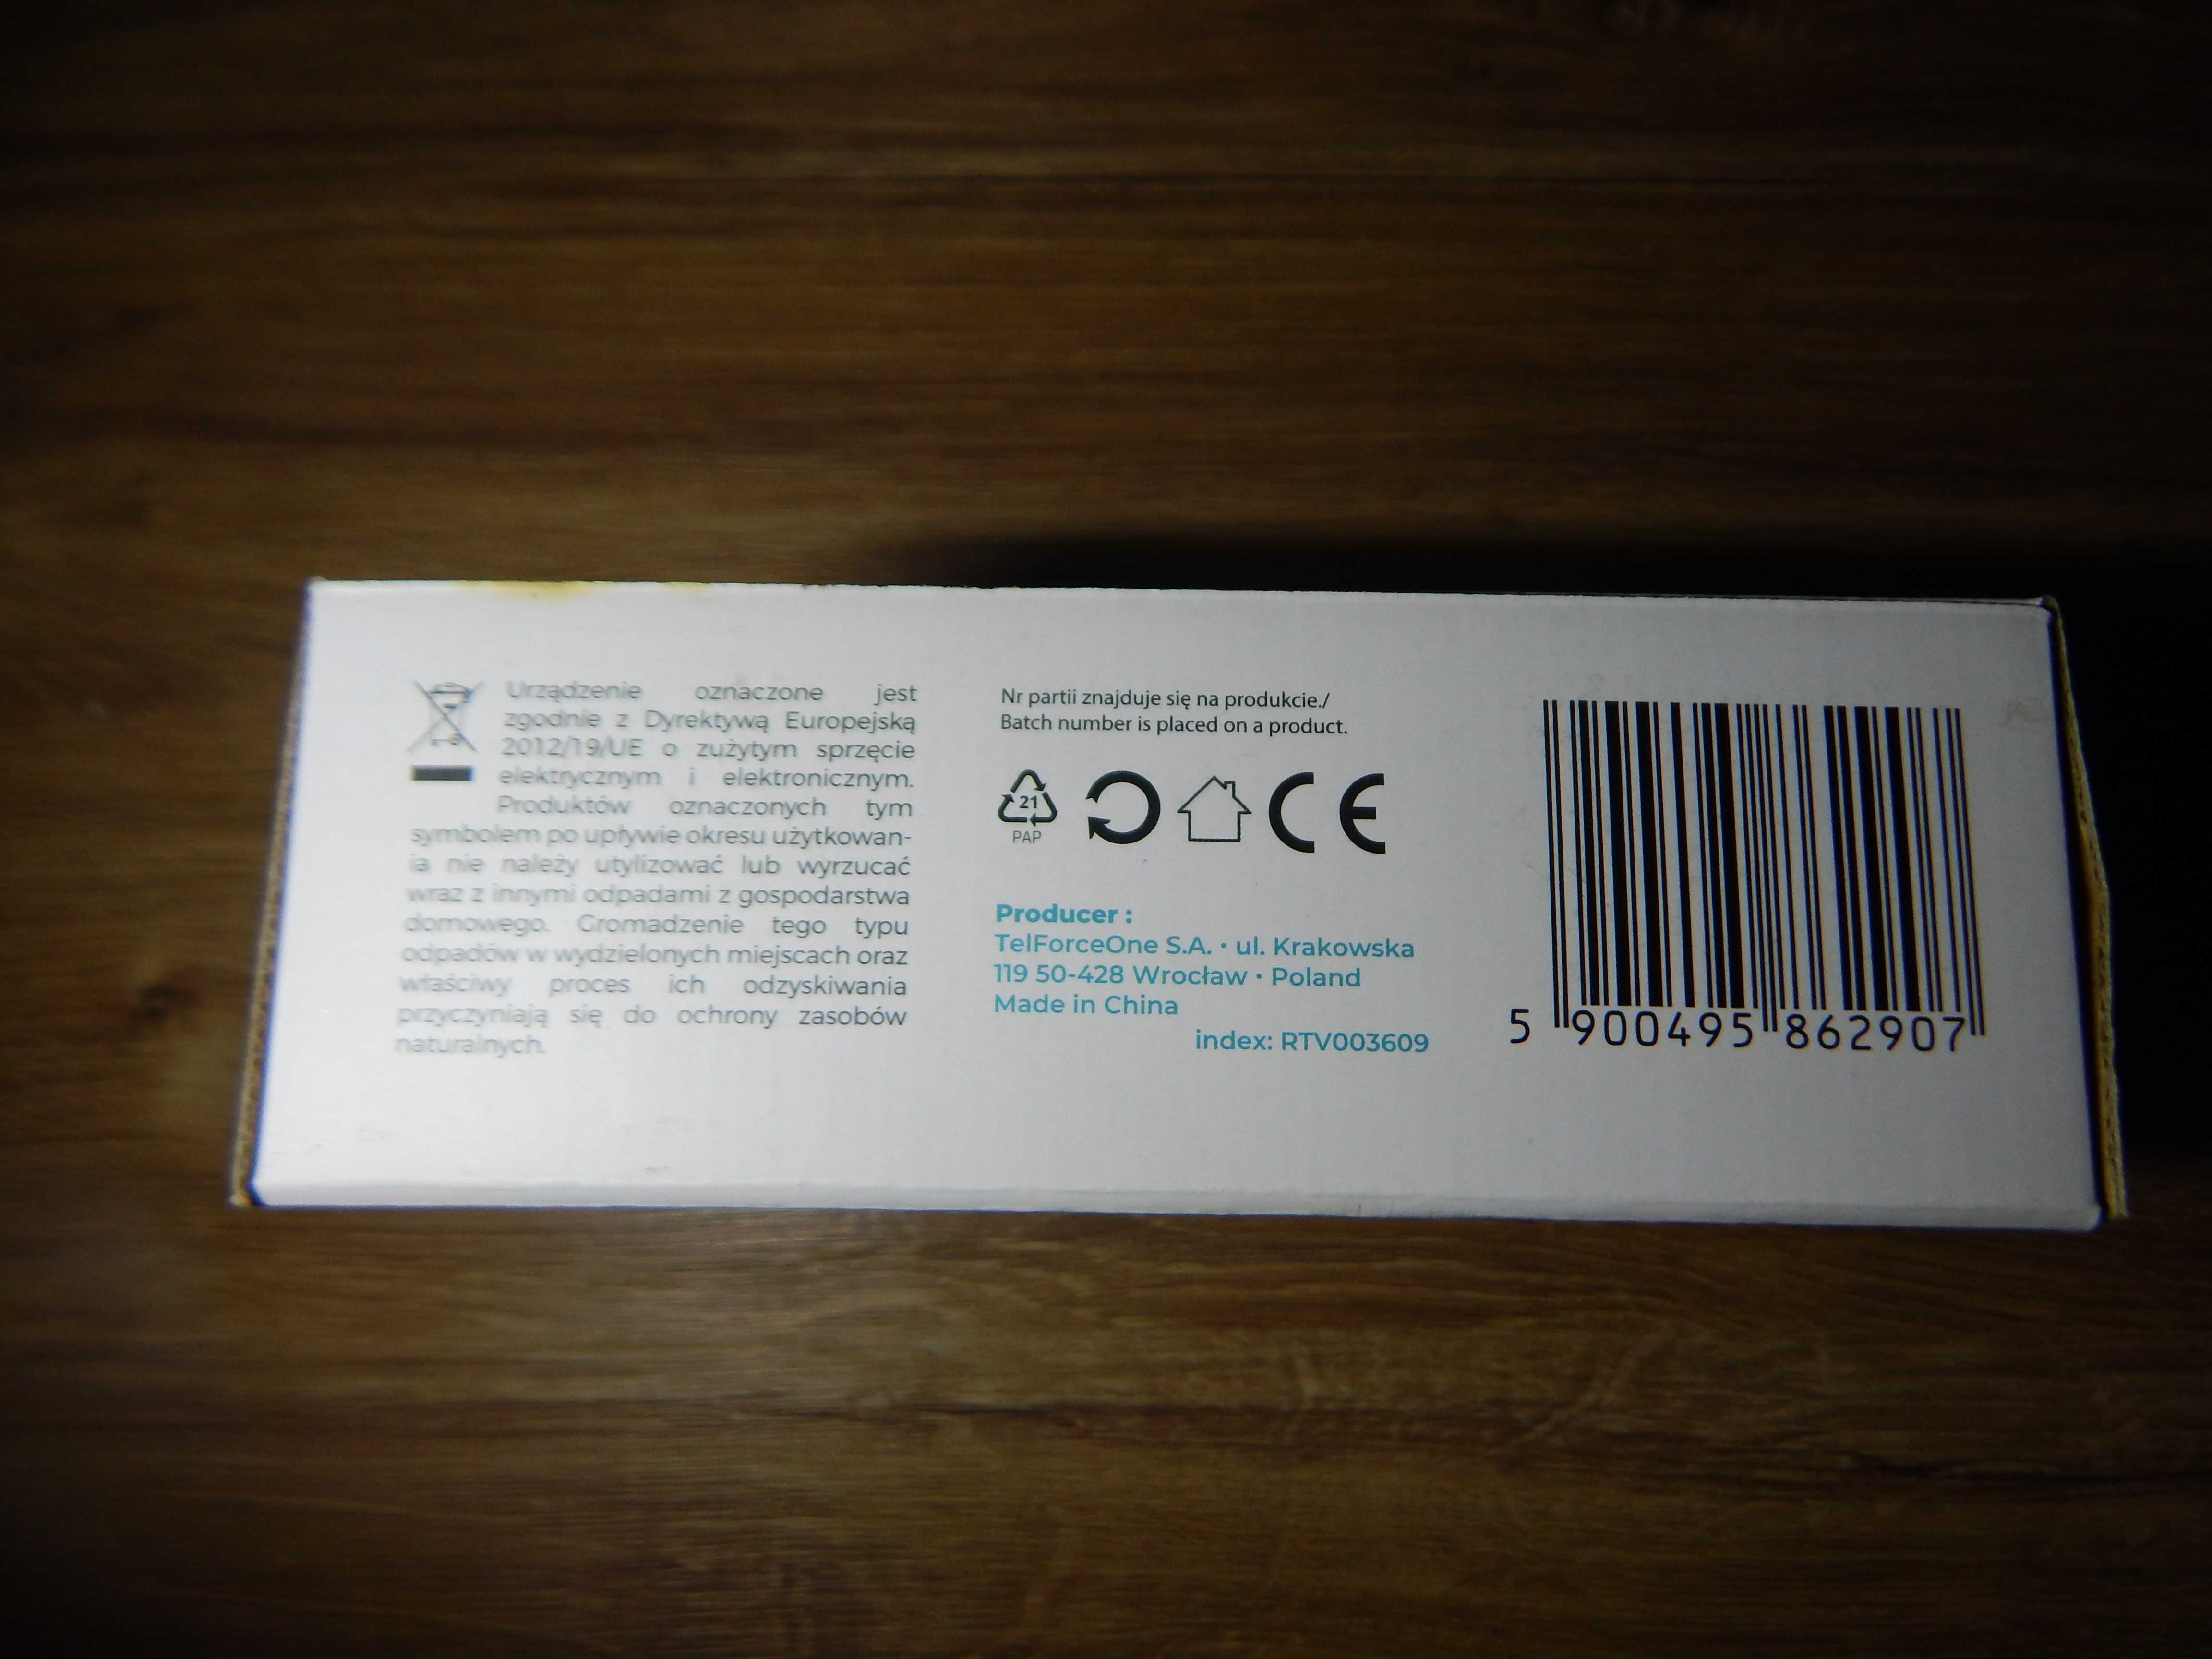 Urządzenie oznaczone jest
zgodnie z Dyrektywą Europejską
2012/19/UE o zużytym sprzęcie
elektrycznym i elektronicznym.
Produktów oznaczonych tym
symbolem po upływie okresu użytkowan-
ia nie należy utylizować lub wyrzucać
wraz z innymi odpadami z gospodarstwa
domowego. Gromadzenie tego typu
odpadów w wydzielonych miejscach oraz
właściwy proces ich odzyskiwania
przyczyniają się do ochrony zasobów
naturalnych.
Nr partii znajduje się na produkcie./
Batch number is placed on a product.
21
PAP
CE
Producer :
TelForceOne S.A. • ul. Krakowska
119 50-428 Wrocław • Poland
Made in China
index: RTV003609
5 900495 862907